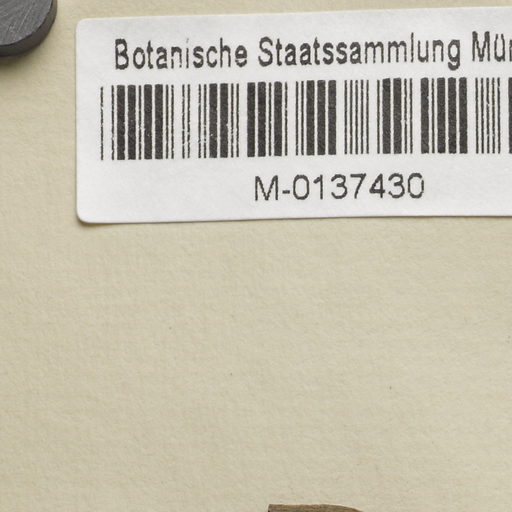 Botanische Staatssammlung Mün
M-0137430